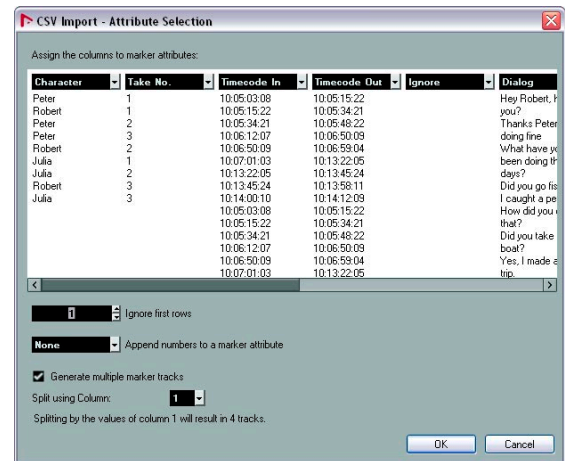 CSV Import - Attribute Selection
Assign the columns to marker attributes:
Character Take No. Timecode In Timecode Out Ignore Dialog
Peter 1 10:05:03:08 10:05:15:22 Hey Robert, h
Robert 1 10:05:15:22 10:05:34:21 you?
Peter 2 10:05:34:21 10:05:48:22 Thanks Peter
Peter 3 10:06:12:07 10:06:50:09 doing fine
Robert 2 10:06:50:09 10:06:59:04 What have yo
Julia 1 10:07:01:03 10:13:22:05 been doing th
Julia 2 10:13:22:05 10:13:45:24 days?
Robert 3 10:13:45:24 10:13:58:11 Did you go fis
Julia 3 10:14:00:10 10:14:12:09 I caught a pe
10:05:03:08 10:05:15:22 How did you
10:05:15:22 10:05:34:21 that?
10:05:34:21 10:05:48:22 Did you take
10:06:12:07 10:06:50:09 boat?
10:06:50:09 10:06:59:04 Yes, I made a
10:07:01:03 10:13:22:05 trip.
1 Ignore first rows
None Append numbers to a marker attribute
Generate multiple marker tracks
Split using Column: 1
Splitting by the values of column 1 will result in 4 tracks.
OK Cancel